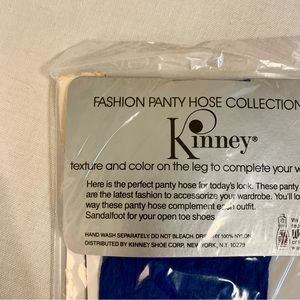 FASHION PANTY HOSE COLLECTION
Kinney®
texture and color on the leg to complete your w
Here is the perfect panty hose for today's look. These panty
are the latest fashion to accessorize your wardrobe. You'll lo
way these panty hose complement each outfit.
Sandalfoot for your open toe shoes
HAND WASH SEPARATELY. DO NOT BLEACH. DRY 100% NYLON
DISTRIBUTED BY KINNEY SHOE CORP., NEW YORK, N.Y. 10279